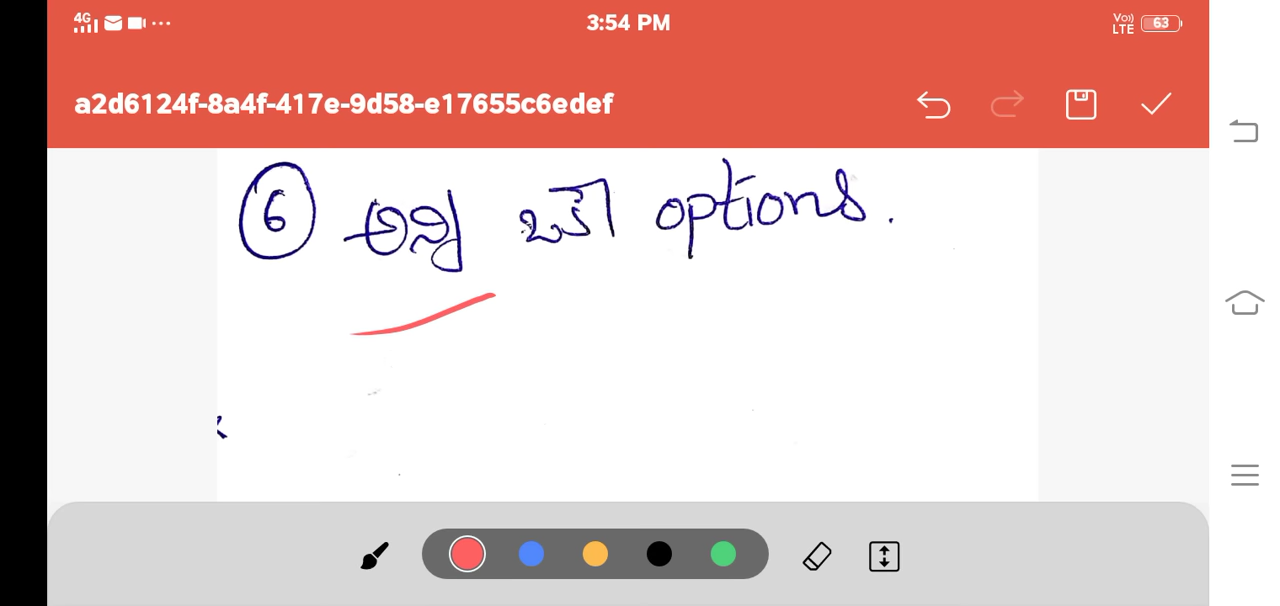 4G 3:54 PM Vo)) LTE 63
a2d6124f-8a4f-417e-9d58-e17655c6edef
6 అన్ని ఒకే options.